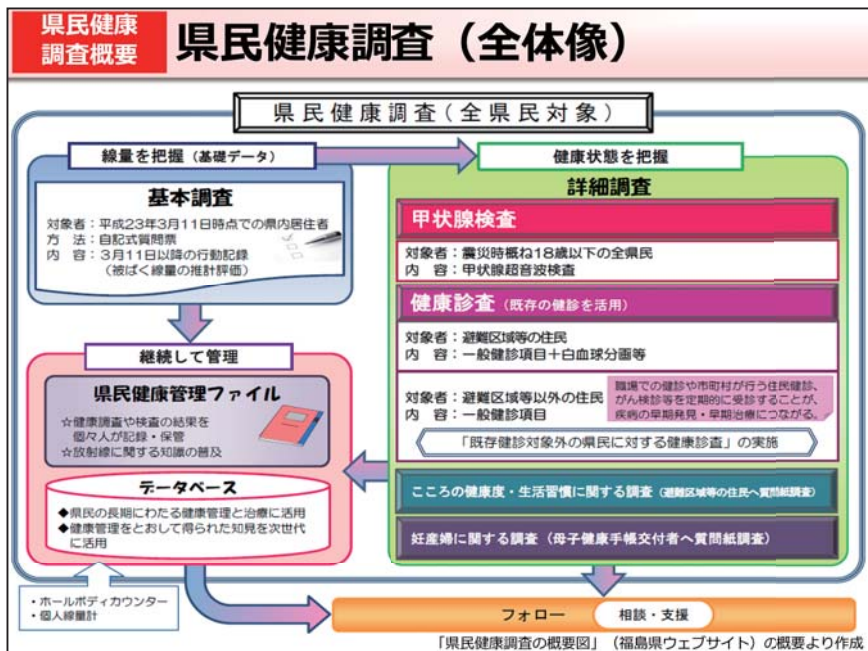 県民健康
調査概要
県民健康調査（全体像）
県民健康調査（全県民対象）
線量を把握（基礎データ）
基本調査
対象者：平成23年3月11日時点での県内居住者
方　法：自記式質問票
内　容：３月11日以降の行動記録
（被ばく線量の推計評価）
継続して管理
県民健康管理ファイル
☆健康調査や検査の結果を
個々人が記録・保管
☆放射線に関する知識の普及
データベース
◆県民の長期にわたる健康管理と治療に活用
◆健康管理をとおして得られた知見を次世代
に活用
・ホールボディカウンター
・個人線量計
健康状態を把握
詳細調査
甲状腺検査
対象者：震災時概ね18歳以下の全県民
内　容：甲状腺超音波検査
健康診査（既存の健診を活用）
対象者：避難区域等の住民
内　容：一般健診項目＋白血球分画等
対象者：避難区域等以外の住民
内　容：一般健診項目
職場での健診や市町村が行う住民健診、
がん検診等を定期的に受診することが、
疾病の早期発見・早期治療につながる。
「既存健診対象外の県民に対する健康診査」の実施
こころの健康度・生活習慣に関する調査（避難区域等の住民へ質問紙調査）
妊産婦に関する調査（母子健康手帳交付者へ質問紙調査）
フォロー
相談・支援
「県民健康調査の概要図」（福島県ウェブサイト）の概要より作成